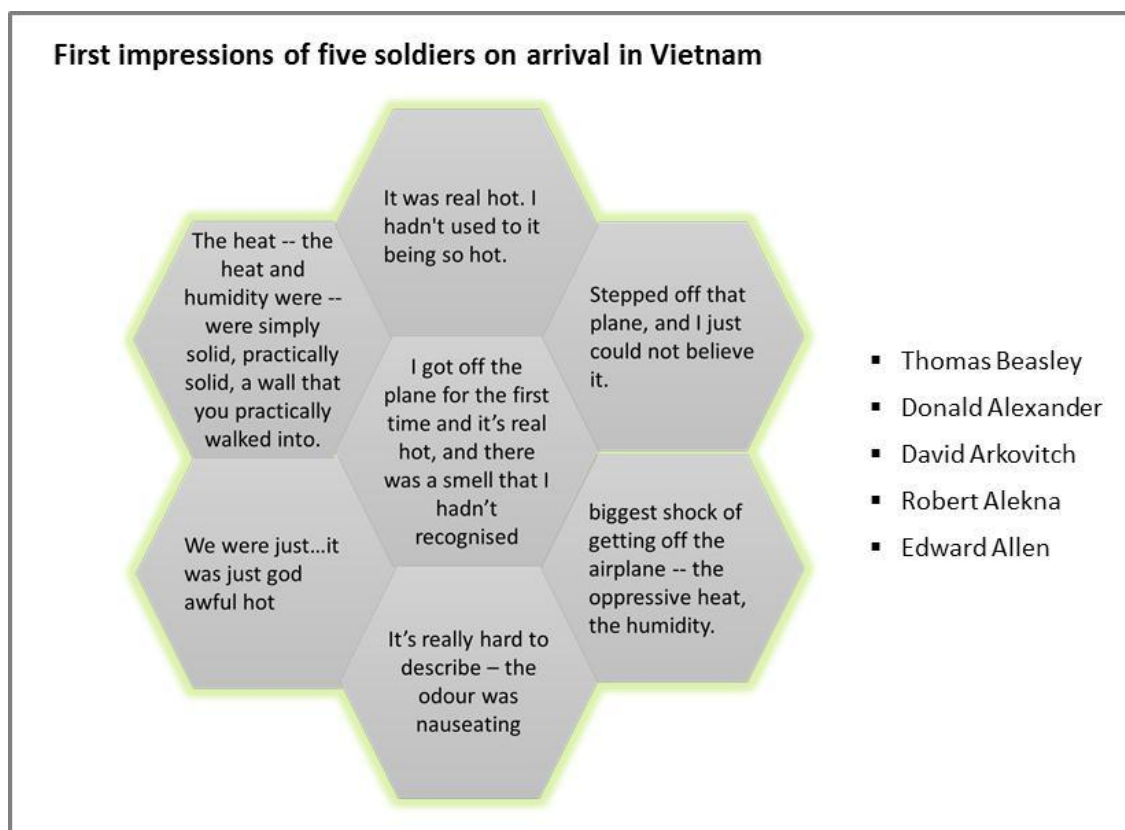 First impressions of five soldiers on arrival in Vietnam
It was real hot. I
hadn't used to it
being so hot.
The heat -- the
heat and
humidity were --
were simply
solid, practically
solid, a wall that
you practically
walked into.
Stepped off that
plane, and I just
could not believe
it.
I got off the
plane for the first
time and it’s real
hot, and there
was a smell that I
hadn’t
recognised
We were just...it
was just god
awful hot
biggest shock of
getting off the
airplane -- the
oppressive heat,
the humidity.
It’s really hard to
describe – the
odour was
nauseating
▪ Thomas Beasley
▪ Donald Alexander
▪ David Arkovitch
▪ Robert Alekna
▪ Edward Allen